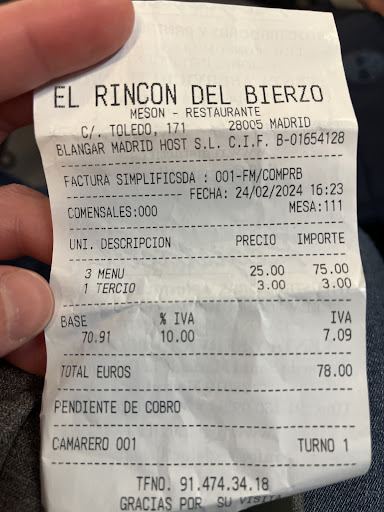 EL RINCON DEL BIERZO
MESON - RESTAURANTE
C/. TOLEDO, 171 28005 MADRID
BLANGAR MADRID HOST S.L. C.I.F. B-01654128
FACTURA SIMPLIFICSDA : 001-FM/COMPRB
FECHA: 24/02/2024 16:23
COMENSALES:000 MESA:111
UNI. DESCRIPCION PRECIO IMPORTE
3 MENU 25.00 75.00
1 TERCIO 3.00 3.00
BASE % IVA IVA
70.91 10.00 7.09
TOTAL EUROS 78.00
PENDIENTE DE COBRO
CAMARERO 001 TURNO 1
TFNO. 91.474.34.18
GRACIAS POR SU VISITA